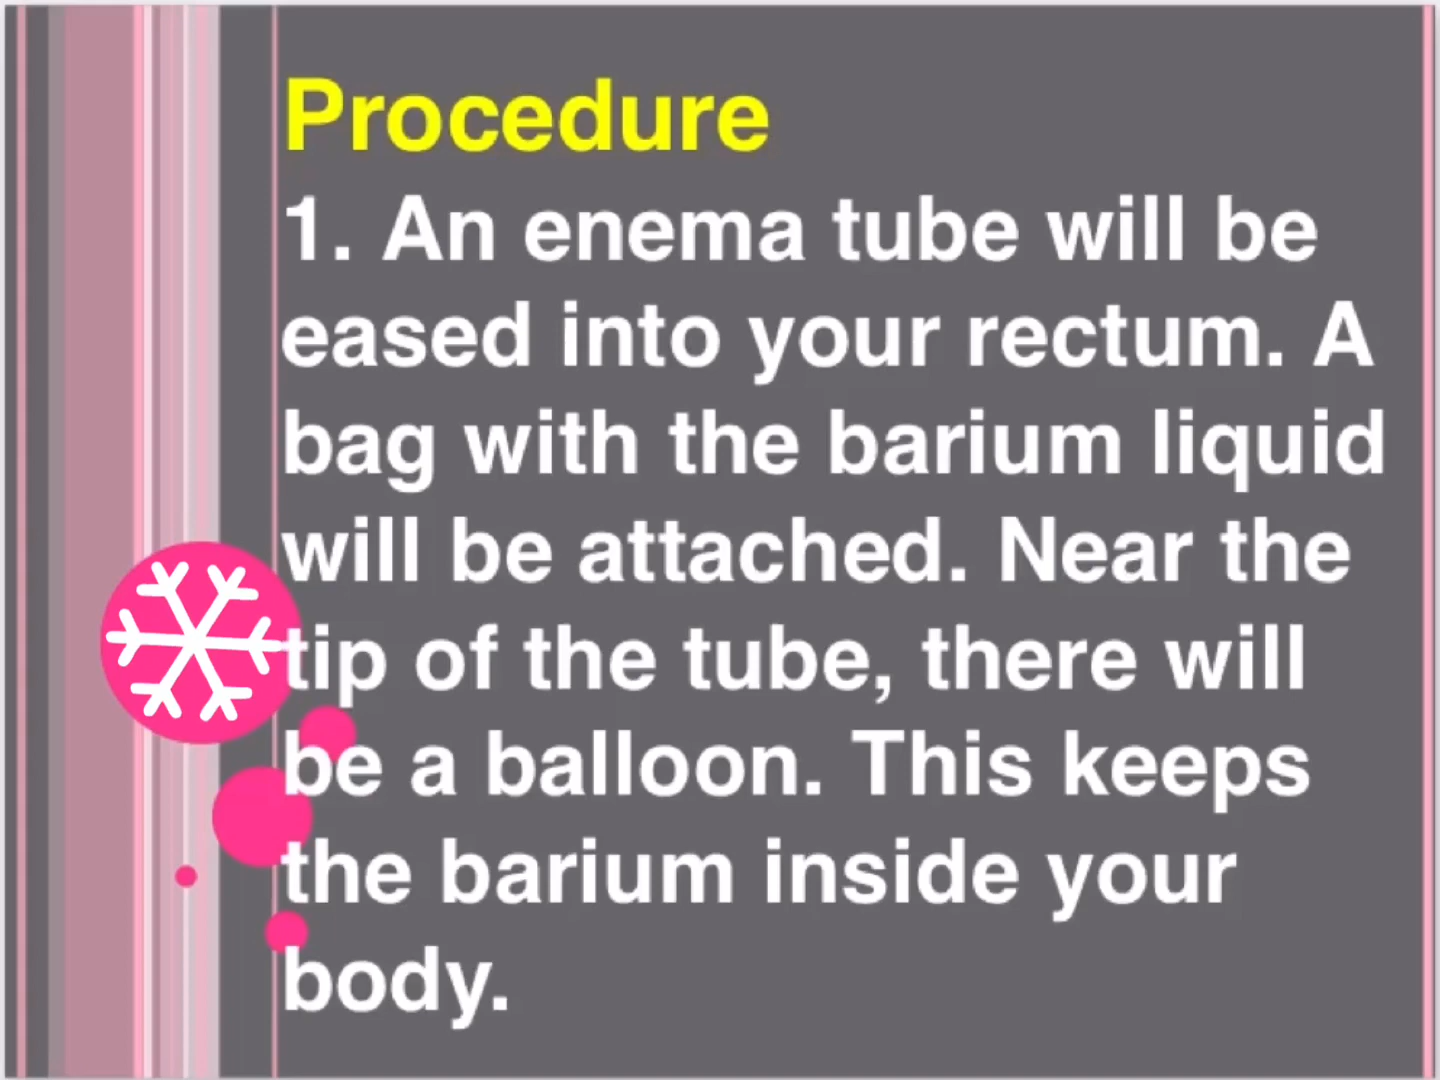 Procedure
1. An enema tube will be
eased into your rectum. A
bag with the barium liquid
will be attached. Near the
tip of the tube, there will
be a balloon. This keeps
the barium inside your
body.